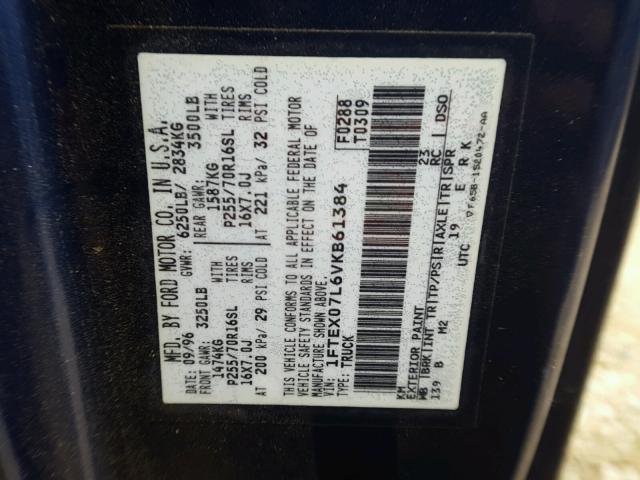 MFD. BY FORD MOTOR CO. IN U.S.A.
DATE: 09/96 GVWR: 6250LB/ 2834KG
FRONT GAWR: 3250LB REAR GAWR: 3500LB
1474KG WITH 1587KG WITH
P255/70R16SL TIRES P255/70R16SL TIRES
16X7.0J RIMS 16X7.0J RIMS
AT 200 kPa/ 29 PSI COLD AT 221 kPa/ 32 PSI COLD
THIS VEHICLE CONFORMS TO ALL APPLICABLE FEDERAL MOTOR
VEHICLE SAFETY STANDARDS IN EFFECT ON THE DATE OF
MANUFACTURE SHOWN ABOVE.
VIN: 1FTEX07L6VKB61384 F0288
TYPE: TRUCK T0309
EXTERIOR PAINT
KM 23 RC DSO
WB BRK INT TR TP/PS R AXLE TR SPR
139 B M2 19 E R K
UTC